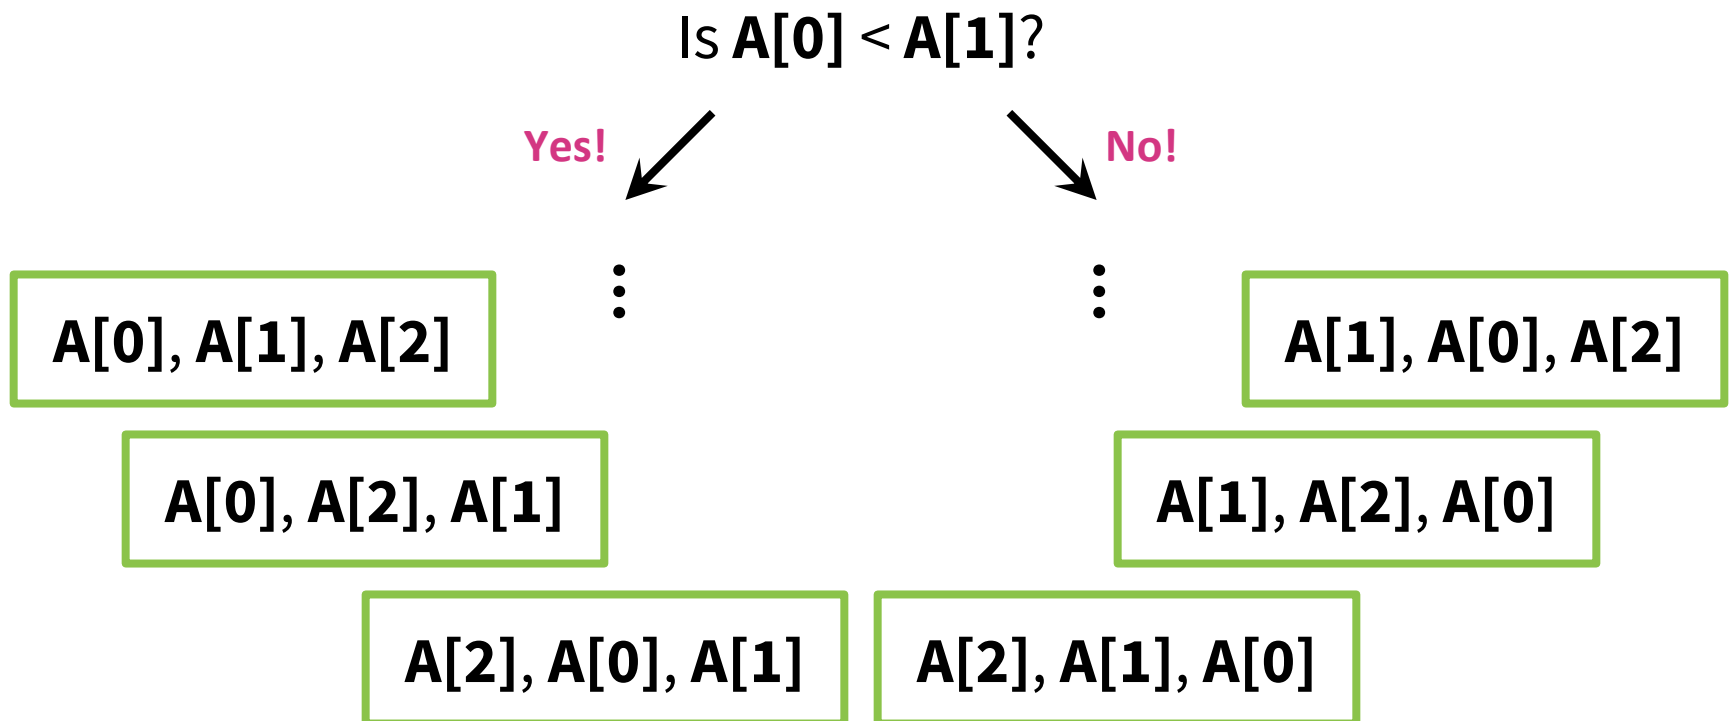 Is A[0] < A[1]?
Yes!
No!
A[0], A[1], A[2]
A[1], A[0], A[2]
A[0], A[2], A[1]
A[1], A[2], A[0]
A[2], A[0], A[1]
A[2], A[1], A[0]